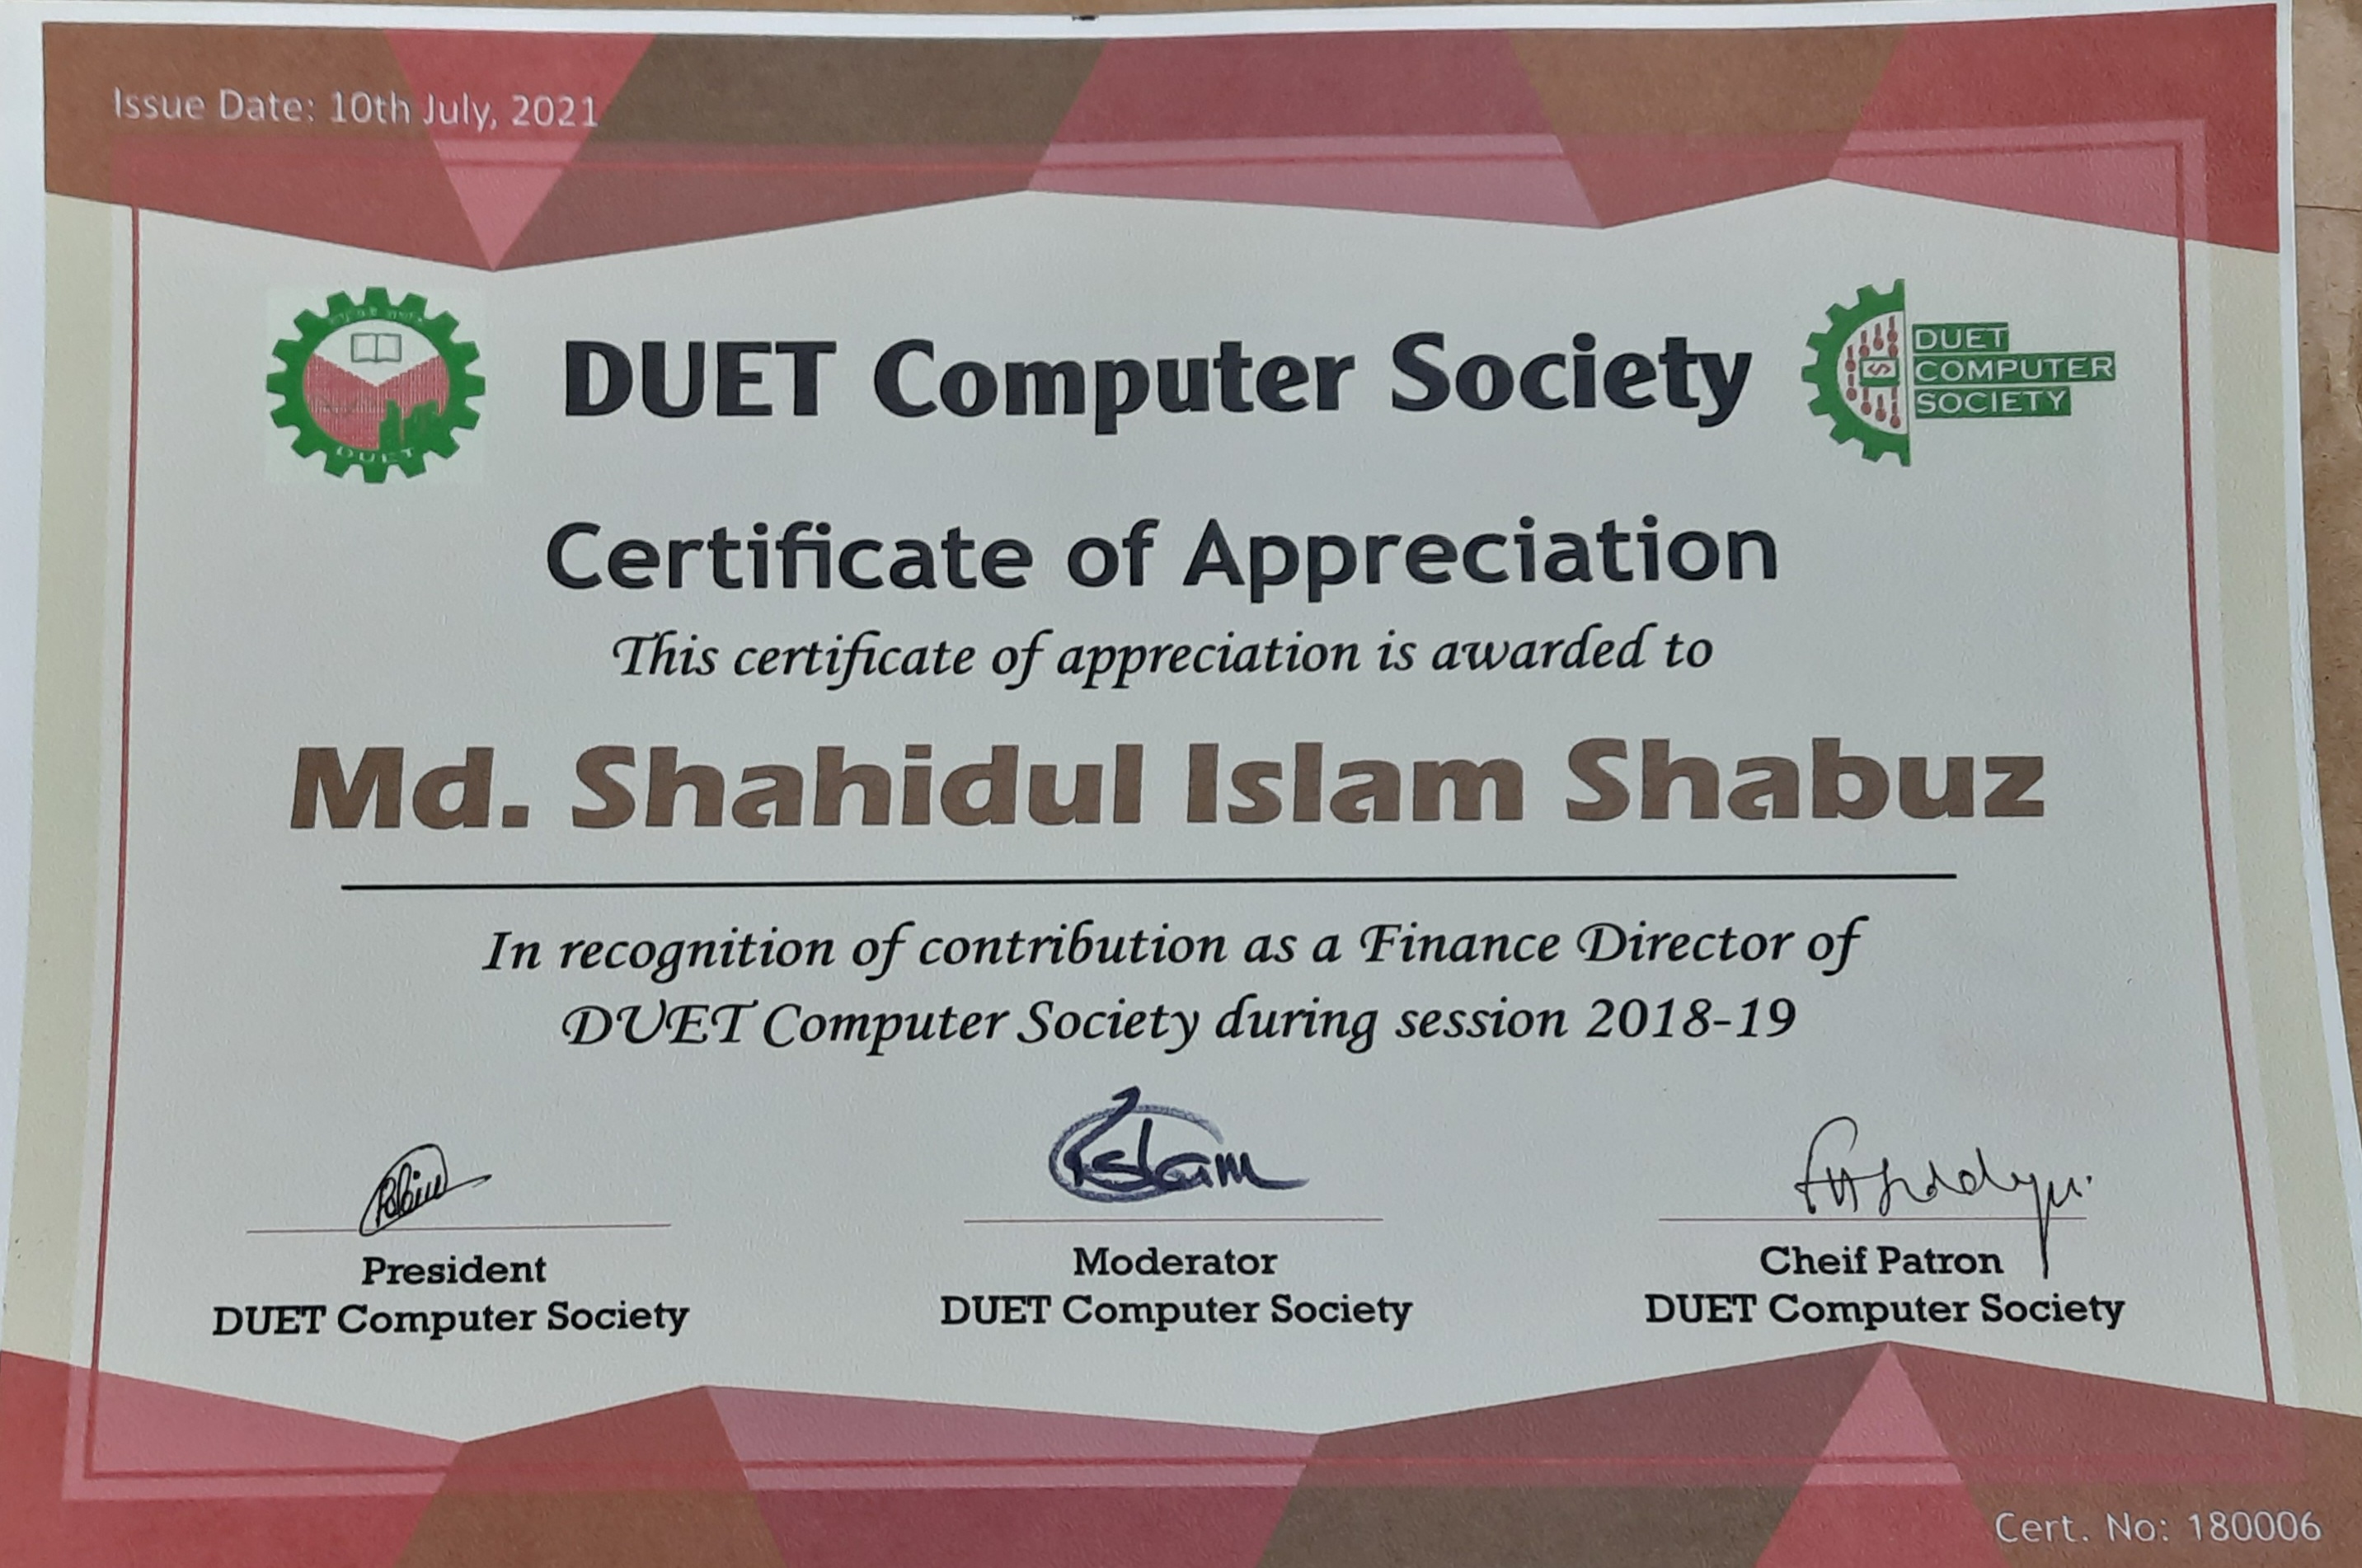 Issue Date: 10th July, 2021
DUET
DUET Computer Society
DUET
COMPUTER
SOCIETY
Certificate of Appreciation
This certificate of appreciation is awarded to
Md. Shahidul Islam Shabuz
In recognition of contribution as a Finance Director of
DUET Computer Society during session 2018-19
Islam
President
DUET Computer Society
Moderator
DUET Computer Society
Cheif Patron
DUET Computer Society
Cert. No: 180006